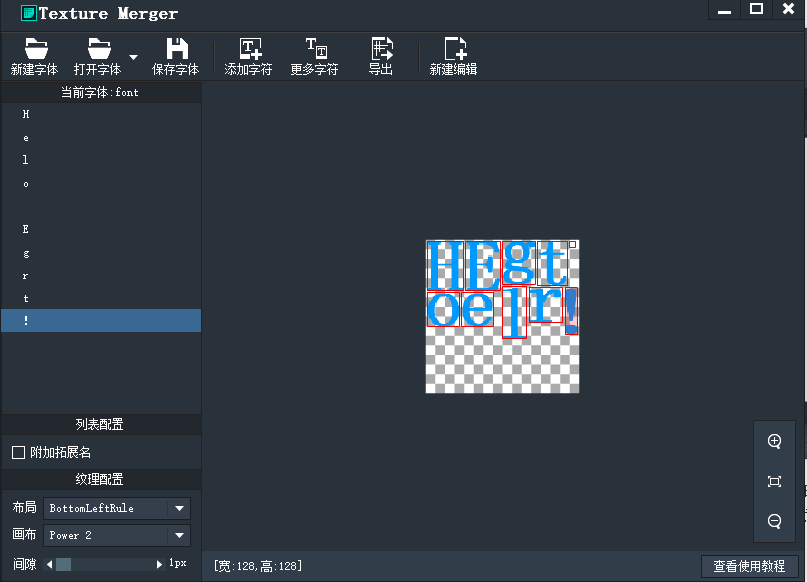 Texture Merger
新建字体 打开字体 保存字体 添加字符 更多字符 导出 新建编辑
当前字体:font
H
e
l
o
E
g
r
t
!
HEgt
oelr!
列表配置
附加拓展名
纹理配置
布局 BottomLeftRule
画布 Power 2
间隙 1px
[宽:128,高:128]
查看使用教程